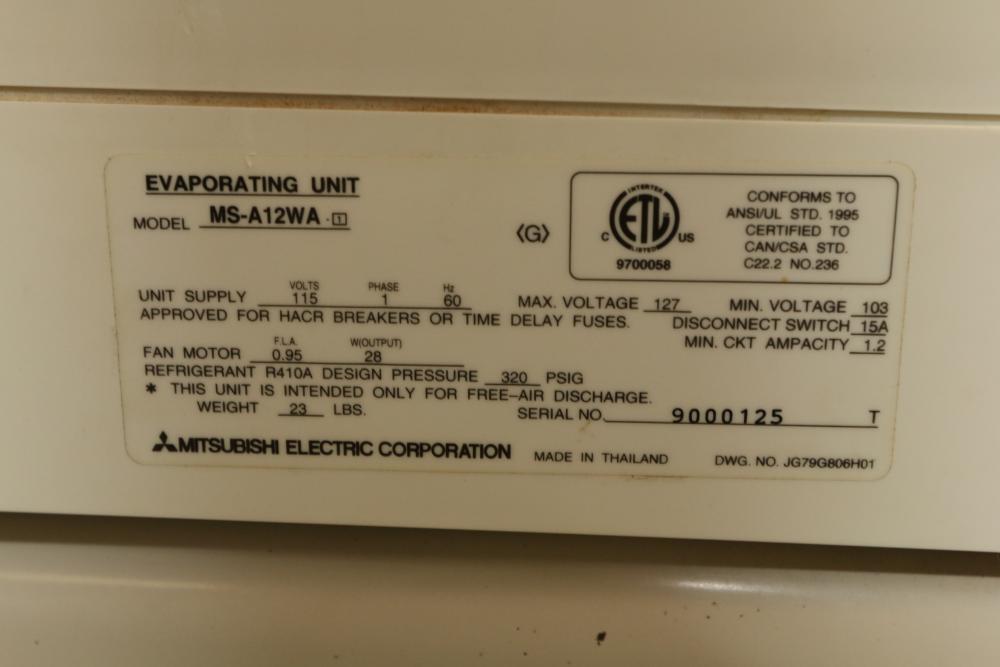 EVAPORATING UNIT
MODEL MS-A12WA - 1
⟨G⟩
INTERTEK
ETL
LISTED
C US
9700058
CONFORMS TO
ANSI/UL STD. 1995
CERTIFIED TO
CAN/CSA STD.
C22.2 NO.236
VOLTS PHASE Hz
UNIT SUPPLY 115 1 60 MAX. VOLTAGE 127 MIN. VOLTAGE 103
APPROVED FOR HACR BREAKERS OR TIME DELAY FUSES. DISCONNECT SWITCH 15A
MIN. CKT AMPACITY 1.2
F.L.A. W(OUTPUT)
FAN MOTOR 0.95 28
REFRIGERANT R410A DESIGN PRESSURE 320 PSIG
* THIS UNIT IS INTENDED ONLY FOR FREE-AIR DISCHARGE.
WEIGHT 23 LBS. SERIAL NO. 9000125 T
MITSUBISHI ELECTRIC CORPORATION MADE IN THAILAND DWG. NO. JG79G806H01